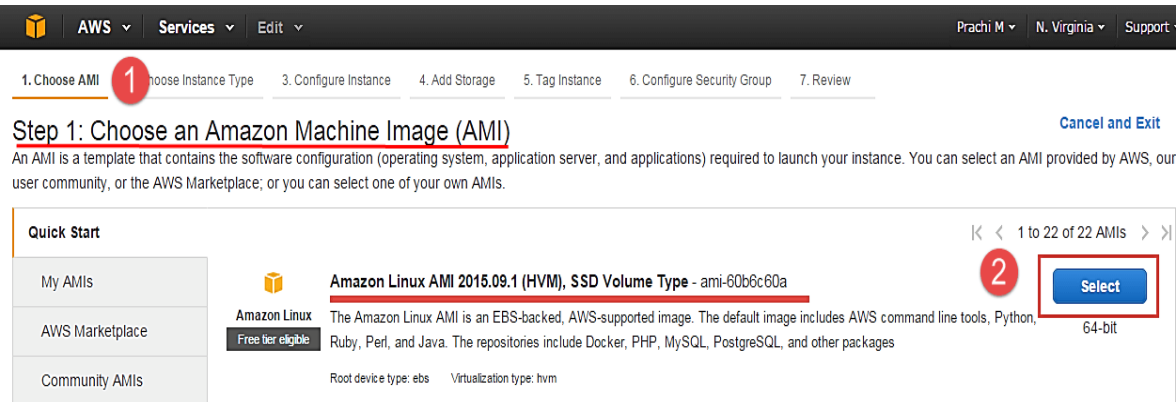 AWS Services Edit Prachi M N. Virginia Support
1. Choose AMI 1 hoose Instance Type 3. Configure Instance 4. Add Storage 5. Tag Instance 6. Configure Security Group 7. Review
Step 1: Choose an Amazon Machine Image (AMI) Cancel and Exit
An AMI is a template that contains the software configuration (operating system, application server, and applications) required to launch your instance. You can select an AMI provided by AWS, our
user community, or the AWS Marketplace; or you can select one of your own AMIs.
Quick Start 1 to 22 of 22 AMIs
My AMIs
AWS Marketplace
Community AMIs
Amazon Linux
Free tier eligible
Amazon Linux AMI 2015.09.1 (HVM), SSD Volume Type - ami-60b6c60a
The Amazon Linux AMI is an EBS-backed, AWS-supported image. The default image includes AWS command line tools, Python,
Ruby, Perl, and Java. The repositories include Docker, PHP, MySQL, PostgreSQL, and other packages
Root device type: ebs Virtualization type: hvm
2 Select
64-bit